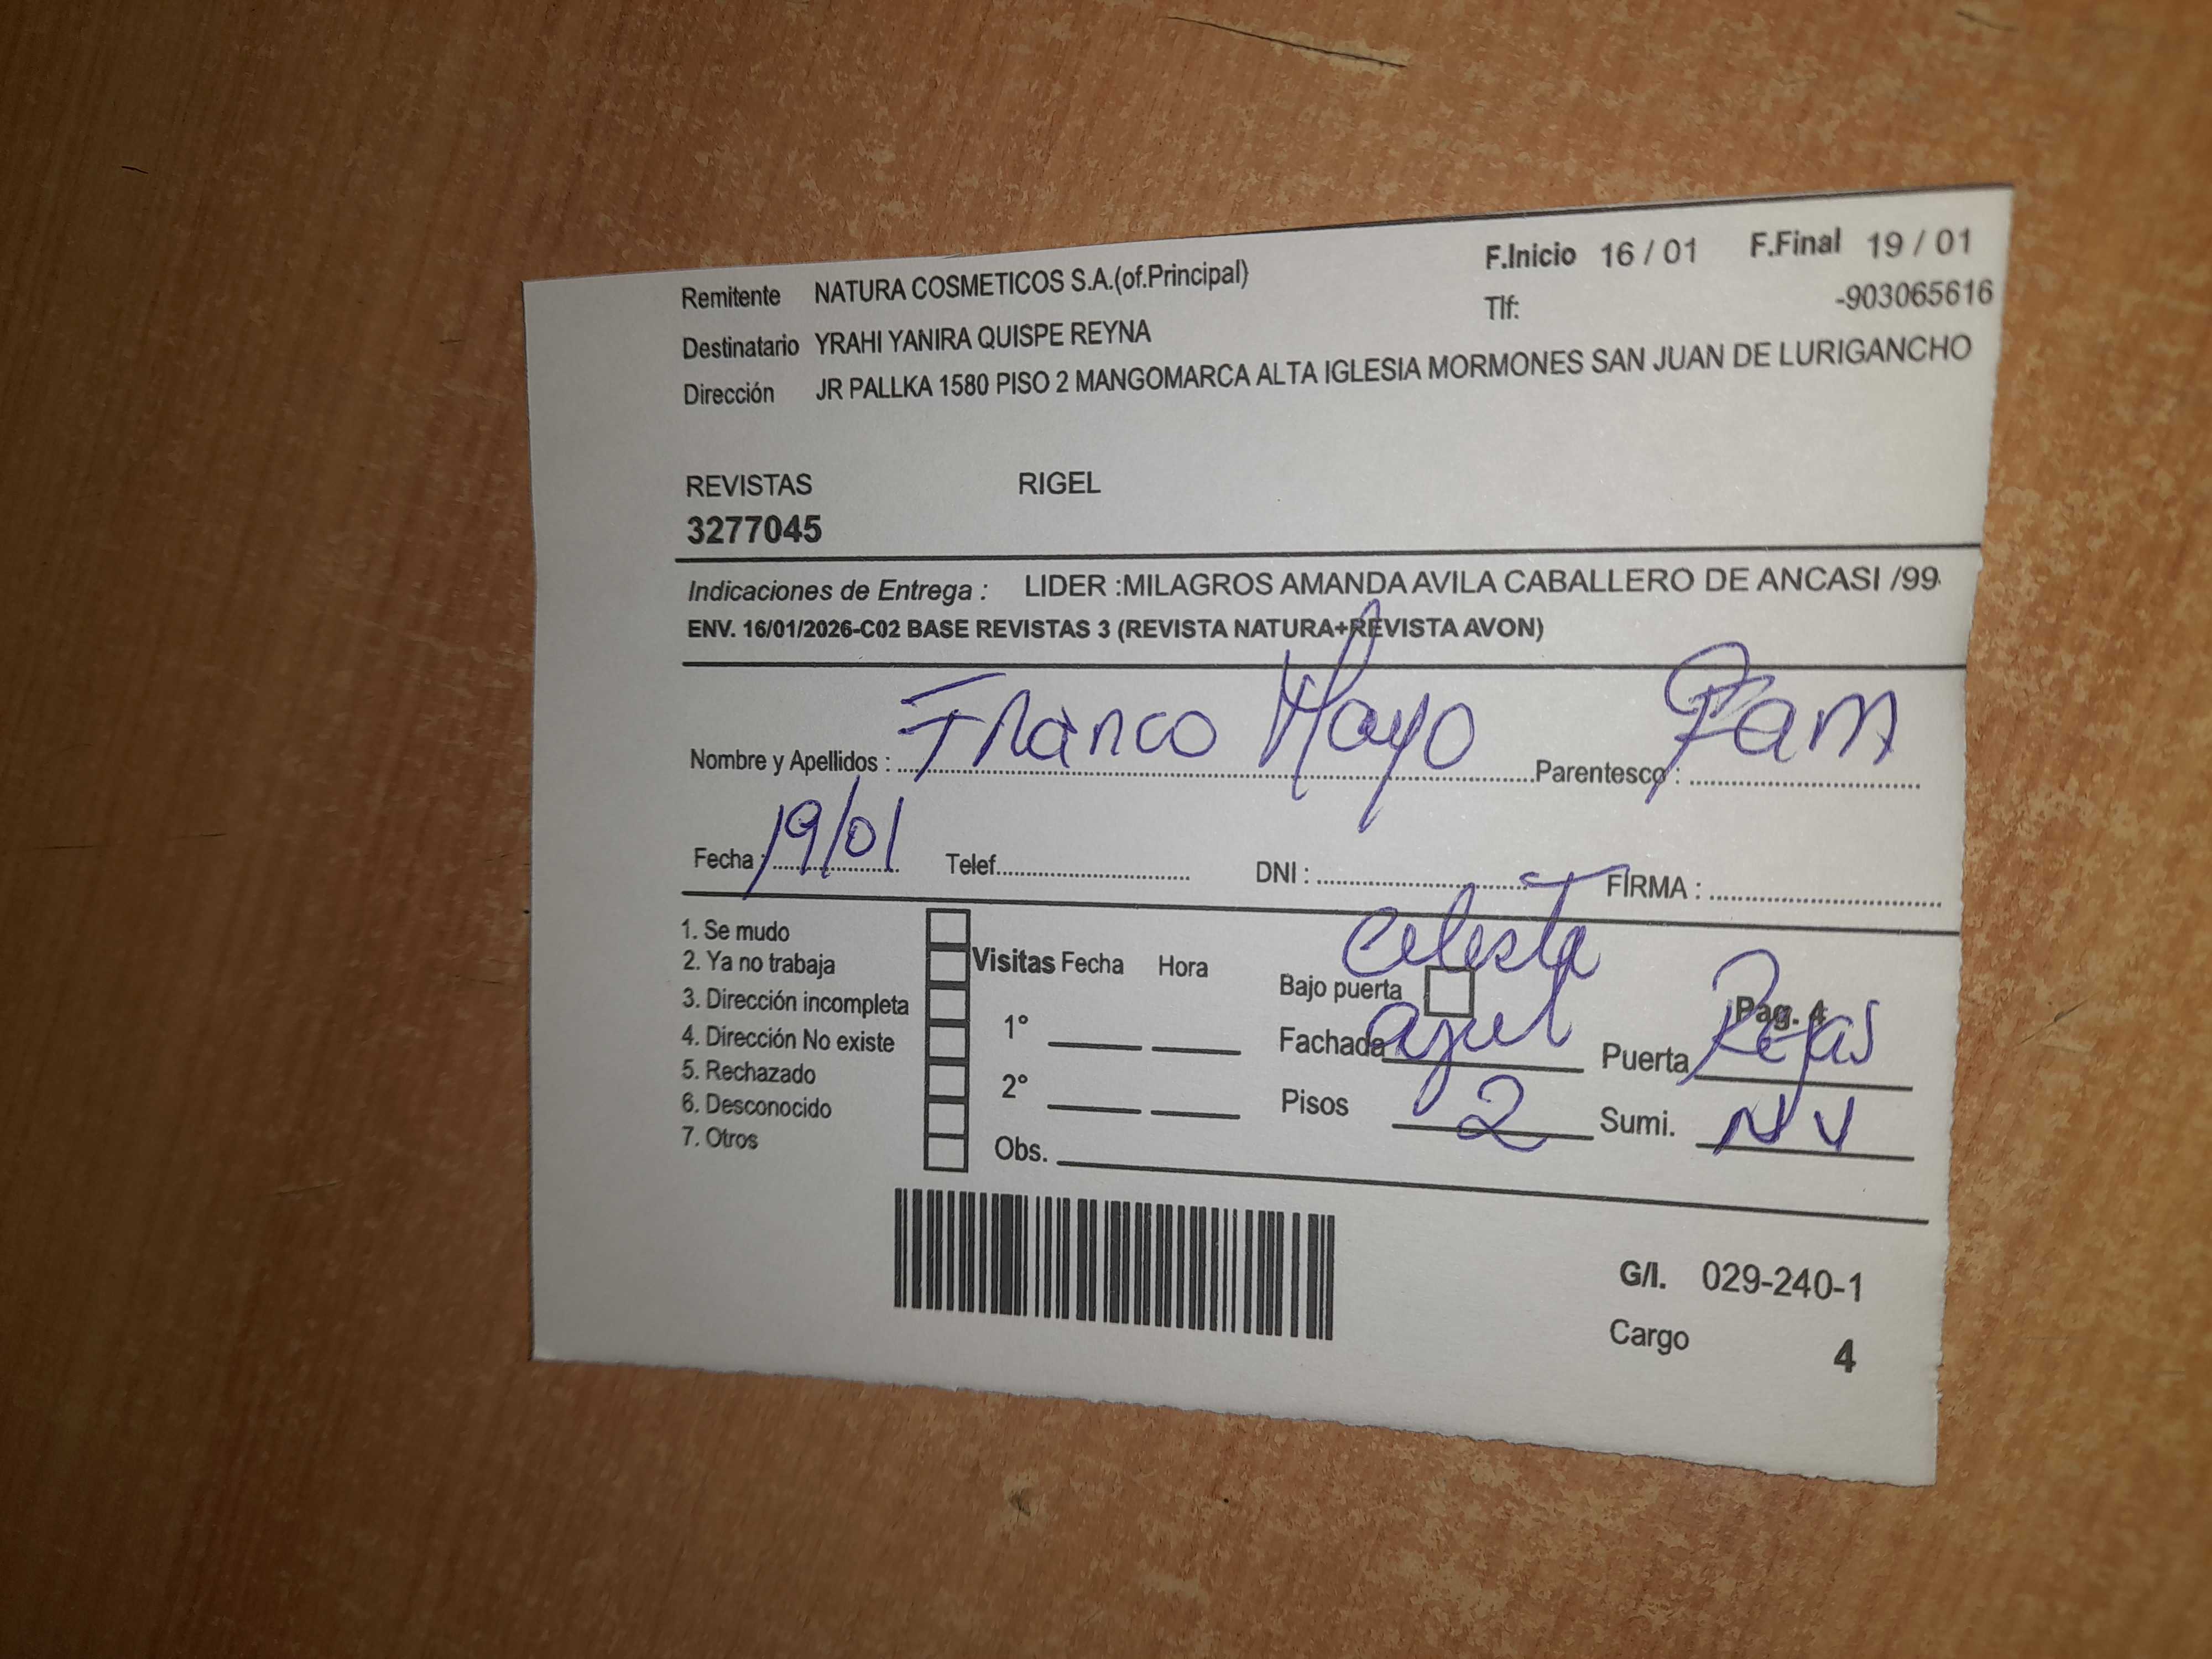 Remitente NATURA COSMETICOS S.A.(of.Principal) F.Inicio 16 / 01 F.Final 19 / 01
Destinatario YRAHI YANIRA QUISPE REYNA Tlf: -903065616
Dirección JR PALLKA 1580 PISO 2 MANGOMARCA ALTA IGLESIA MORMONES SAN JUAN DE LURIGANCHO
REVISTAS RIGEL
3277045
Indicaciones de Entrega : LIDER :MILAGROS AMANDA AVILA CABALLERO DE ANCASI /99
ENV. 16/01/2026-C02 BASE REVISTAS 3 (REVISTA NATURA+REVISTA AVON)
Nombre y Apellidos : Franco Mayo Parentesco : Fam
Fecha : 19/01 Telef. DNI : FIRMA :
1. Se mudo
2. Ya no trabaja Visitas Fecha Hora celeste
3. Dirección incompleta Bajo puerta Pag. 4
4. Dirección No existe 1° Fachada azul Puerta Rejas
5. Rechazado
6. Desconocido 2° Pisos 2 Sumi. NV
7. Otros Obs.
G/I. 029-240-1
Cargo 4